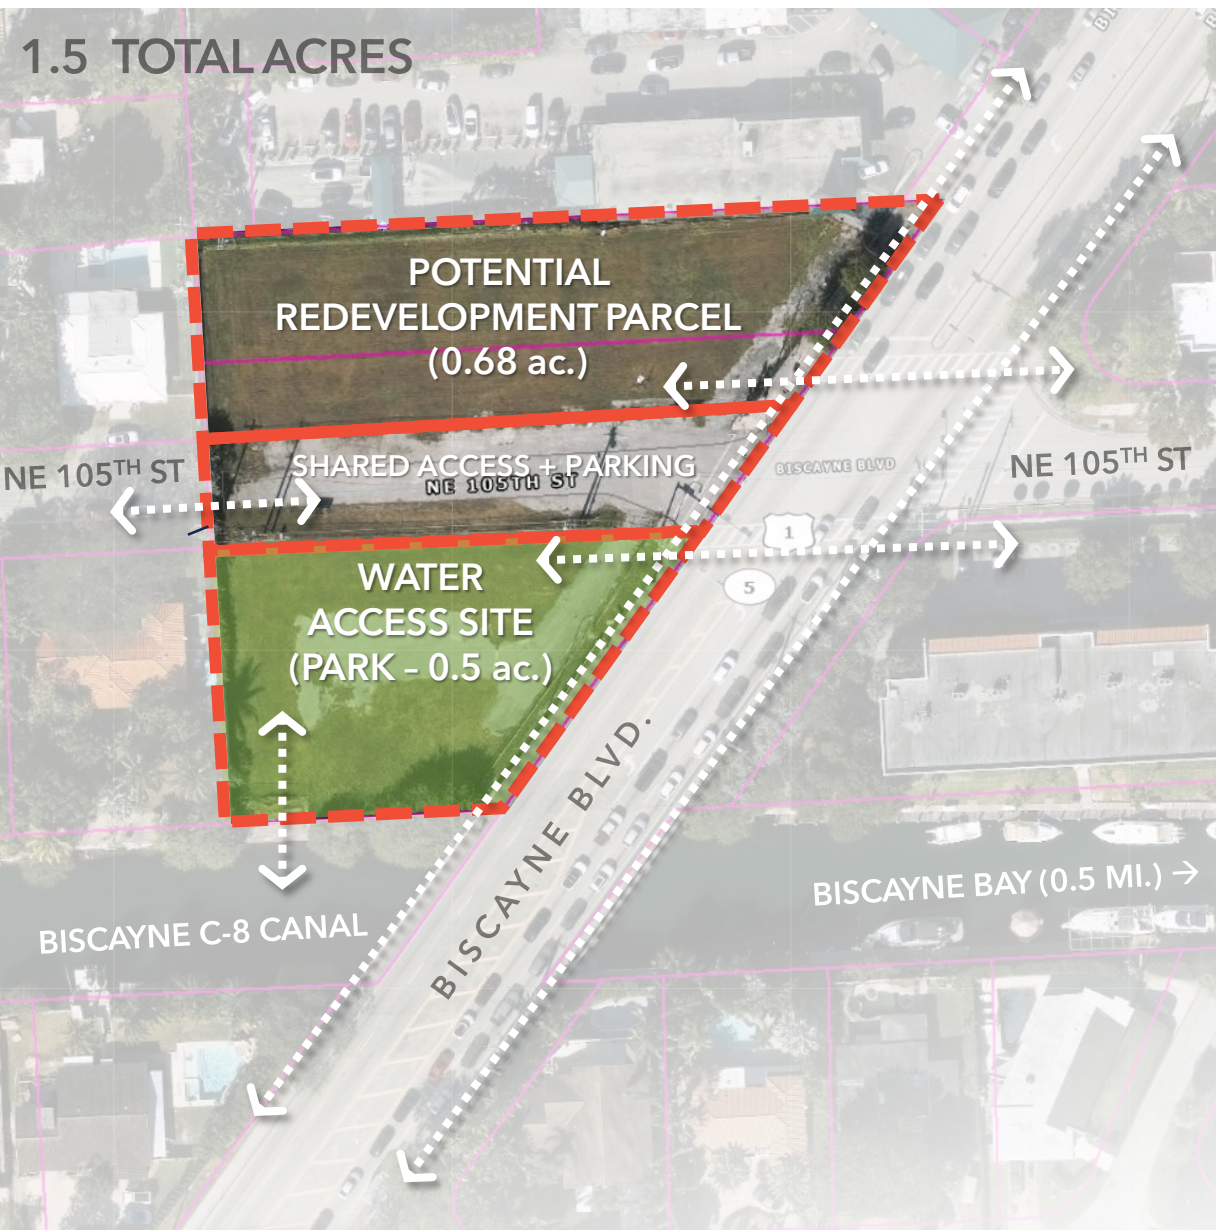 1.5 TOTAL ACRES
POTENTIAL
REDEVELOPMENT PARCEL
(0.68 ac.)
NE 105TH ST
SHARED ACCESS + PARKING
NE 105TH ST
BISCAYNE BLVD
NE 105TH ST
1
5
WATER
ACCESS SITE
(PARK – 0.5 ac.)
BISCAYNE BLVD.
BISCAYNE BAY (0.5 MI.) →
BISCAYNE C-8 CANAL